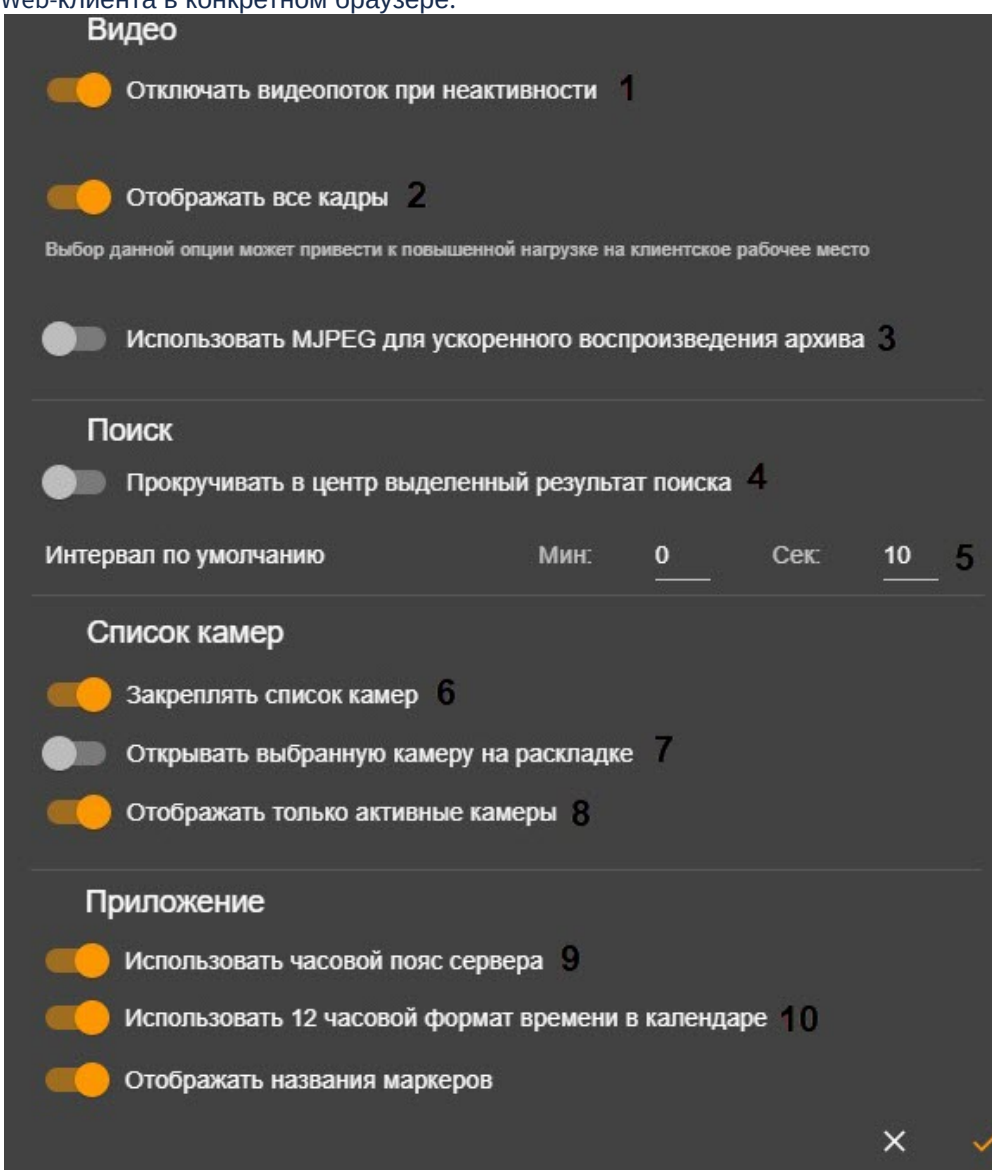 Web-клиента в конкретном браузере.
Видео
Отключать видеопоток при неактивности 1
Отображать все кадры 2
Выбор данной опции может привести к повышенной нагрузке на клиентское рабочее место
Использовать MJPEG для ускоренного воспроизведения архива 3
Поиск
Прокручивать в центр выделенный результат поиска 4
Интервал по умолчанию Мин: 0 Сек: 10 5
Список камер
Закреплять список камер 6
Открывать выбранную камеру на раскладке 7
Отображать только активные камеры 8
Приложение
Использовать часовой пояс сервера 9
Использовать 12 часовой формат времени в календаре 10
Отображать названия маркеров